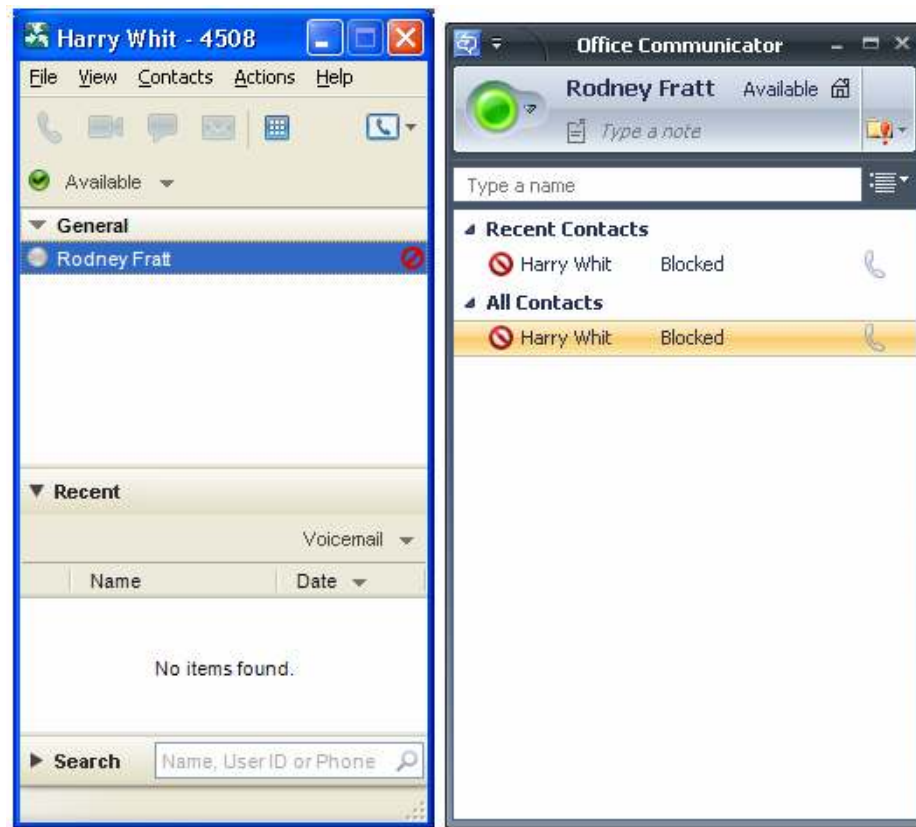 Harry Whit - 4508
File View Contacts Actions Help
Available
General
Rodney Fratt
Recent
Voicemail
Name Date
No items found.
Search Name, User ID or Phone
Office Communicator
Rodney Fratt Available
Type a note
Type a name
Recent Contacts
Harry Whit Blocked
All Contacts
Harry Whit Blocked